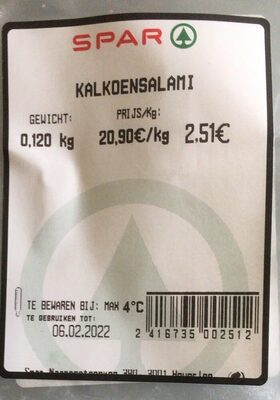 SPAR
KALKOENSALAMI
GEWICHT: PRIJS/Kg:
0,120 kg 20,90€/kg 2.51€
TE BEWAREN BIJ: MAX 4°C
TE GEBRUIKEN TOT:
06.02.2022
2 416735 002512
3001